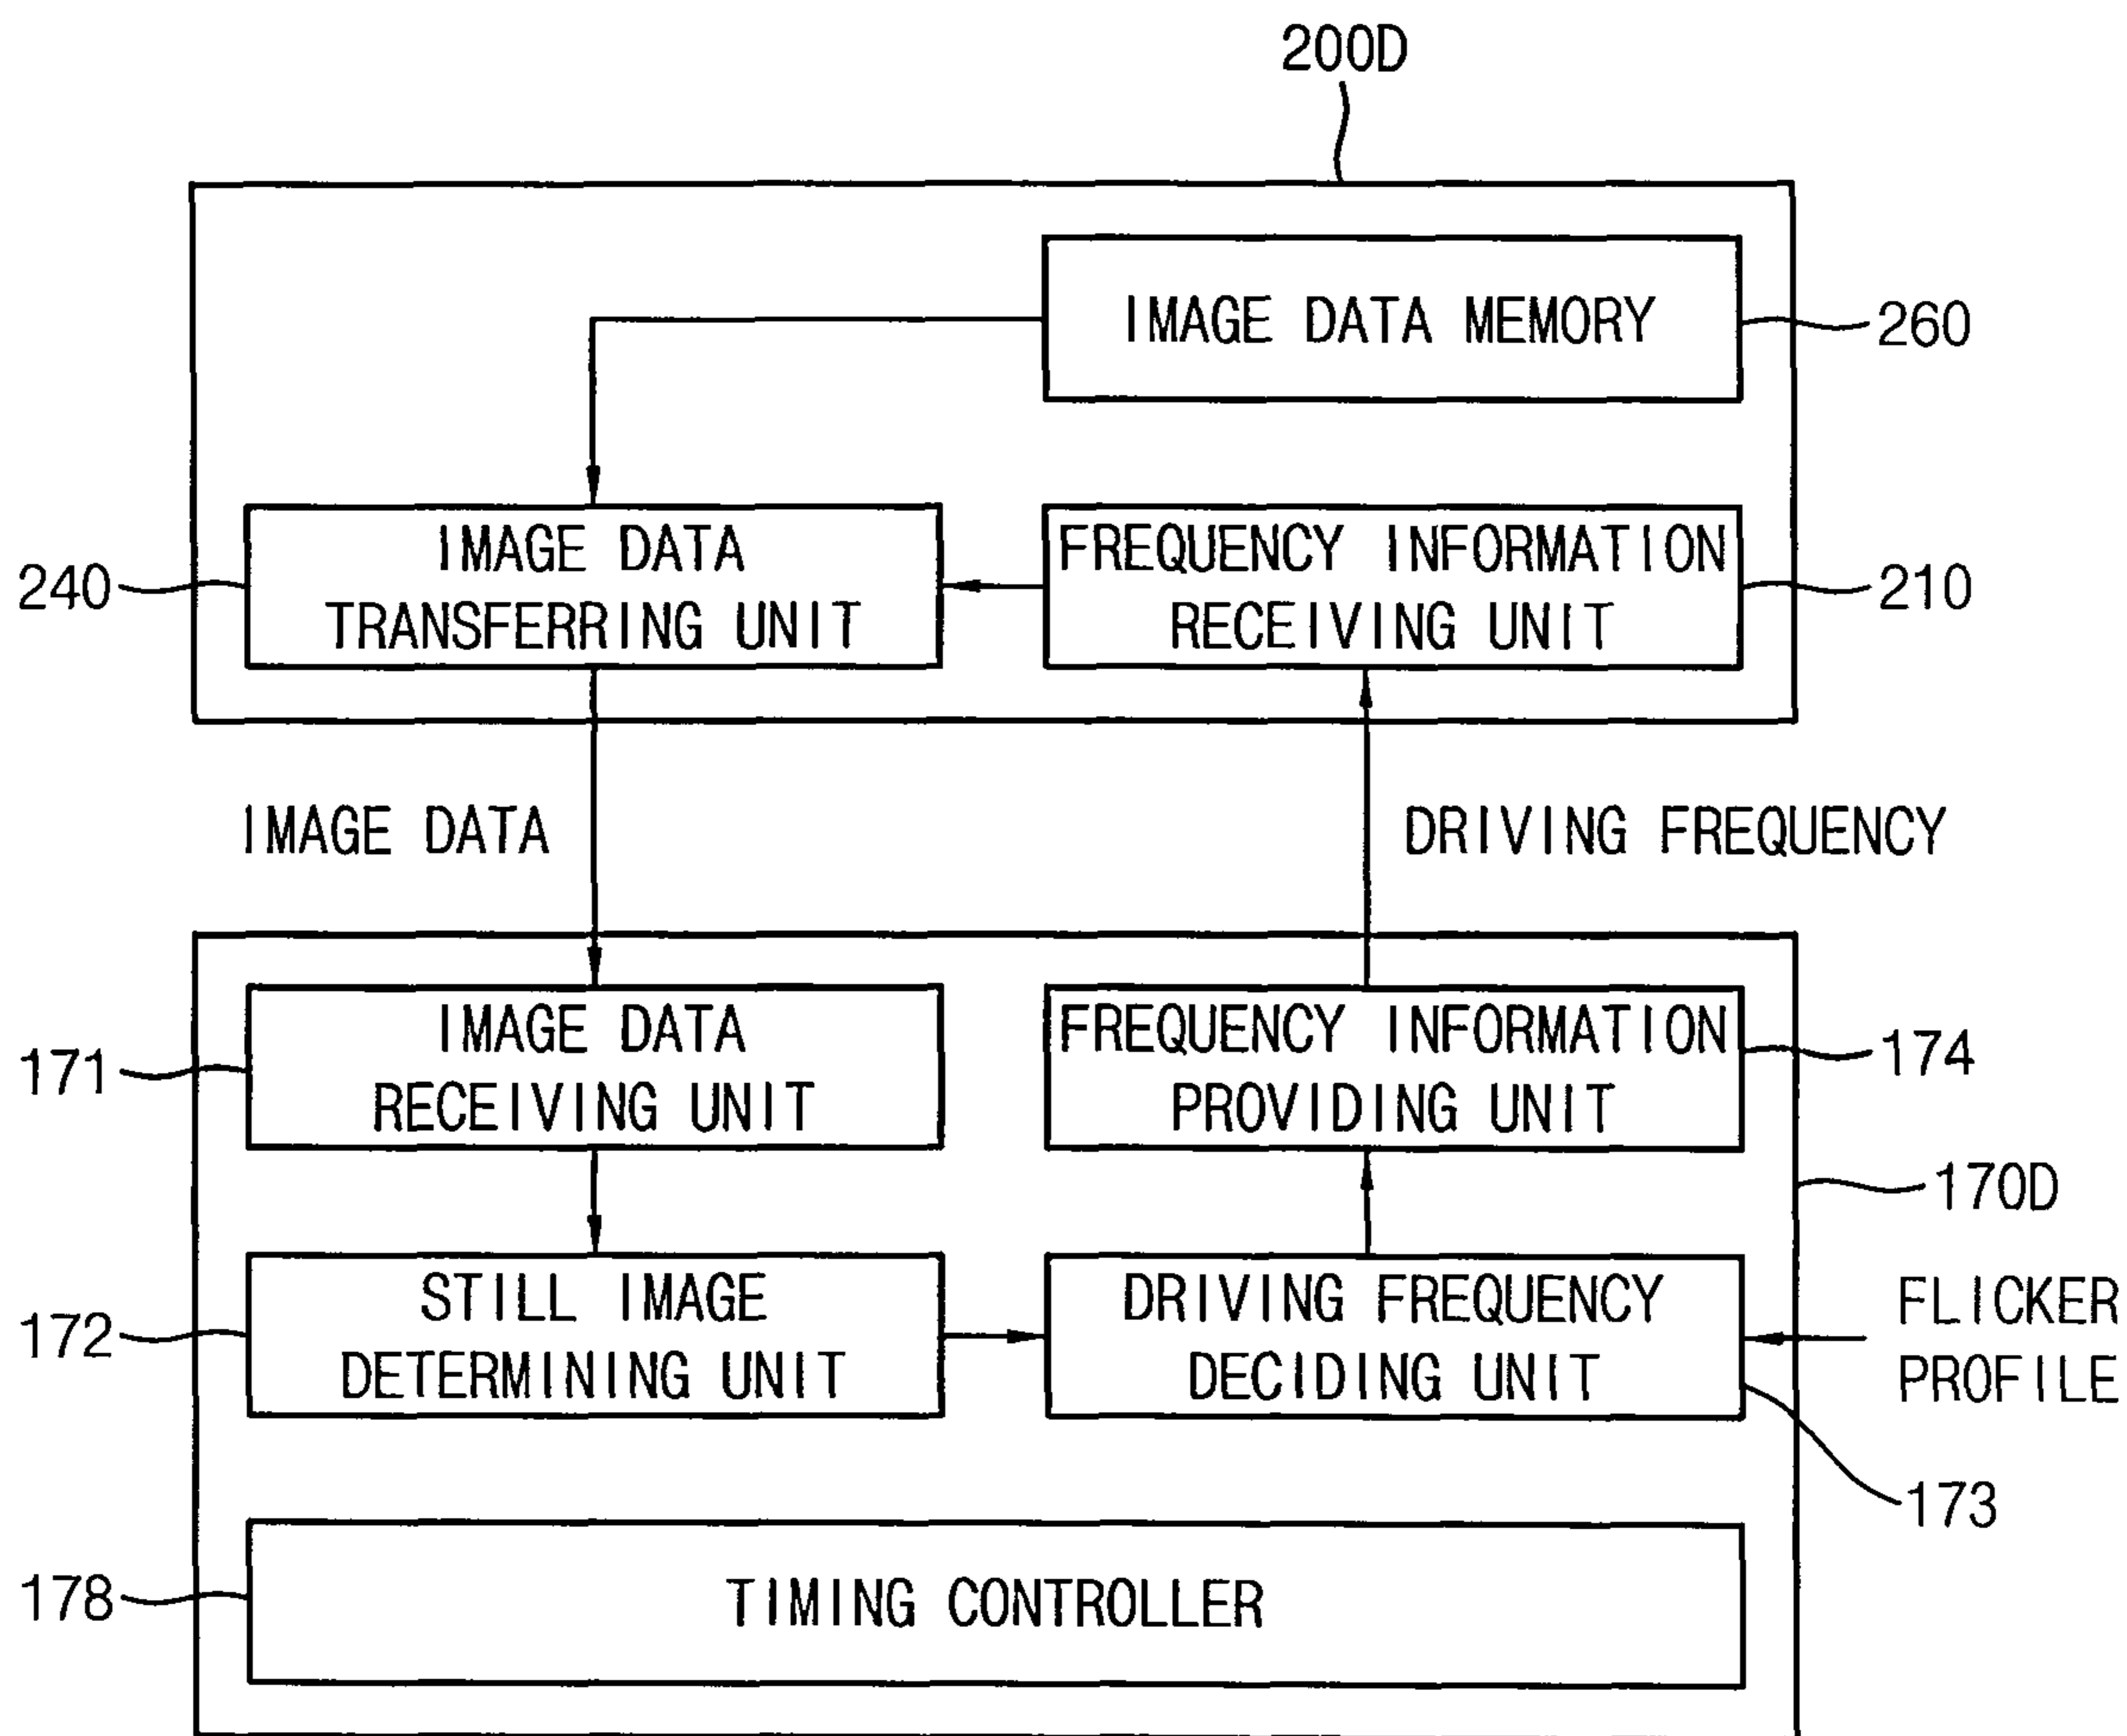 200D
IMAGE DATA MEMORY
260
IMAGE DATA
TRANSFERRING UNIT
240
FREQUENCY INFORMATION
RECEIVING UNIT
210
IMAGE DATA
DRIVING FREQUENCY
IMAGE DATA
RECEIVING UNIT
171
FREQUENCY INFORMATION
PROVIDING UNIT
174
170D
STILL IMAGE
DETERMINING UNIT
172
DRIVING FREQUENCY
DECIDING UNIT
FLICKER
PROFILE
173
TIMING CONTROLLER
178